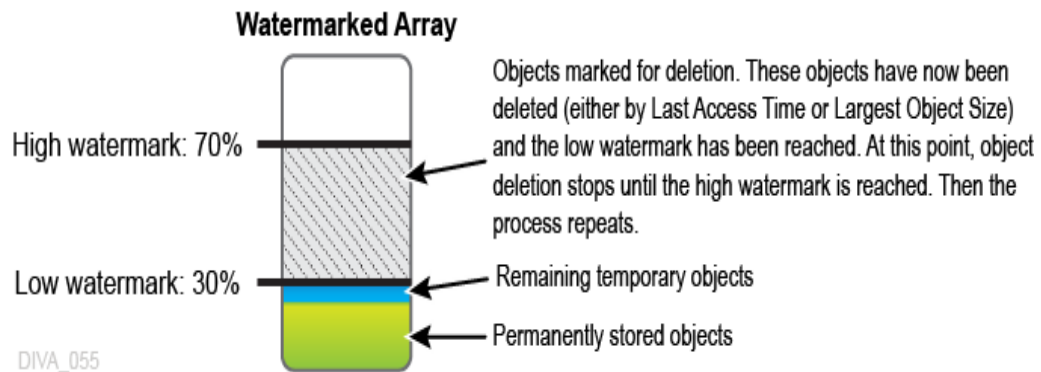 Watermarked Array
Objects marked for deletion. These objects have now been
deleted (either by Last Access Time or Largest Object Size)
and the low watermark has been reached. At this point, object
deletion stops until the high watermark is reached. Then the
process repeats.
High watermark: 70%
Low watermark: 30%
Remaining temporary objects
Permanently stored objects
DIVA_055